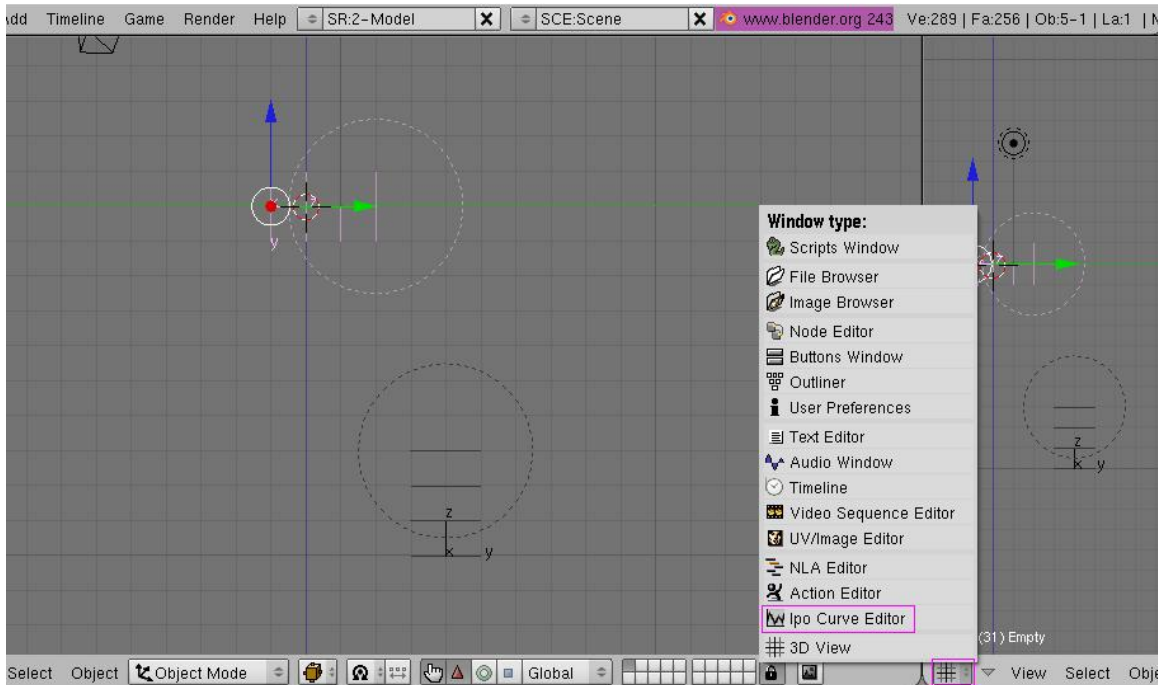 Timeline Game Render Help SR:2-Model SCE:Scene www.blender.org 243 Ve:289 | Fa:256 | Ob:5-1 | La:1 |
y
z
x y
z
x y
Window type:
Scripts Window
File Browser
Image Browser
Node Editor
Buttons Window
Outliner
User Preferences
Text Editor
Audio Window
Timeline
Video Sequence Editor
UV/Image Editor
NLA Editor
Action Editor
Ipo Curve Editor
3D View
(31) Empty
Select Object Object Mode Global View Select